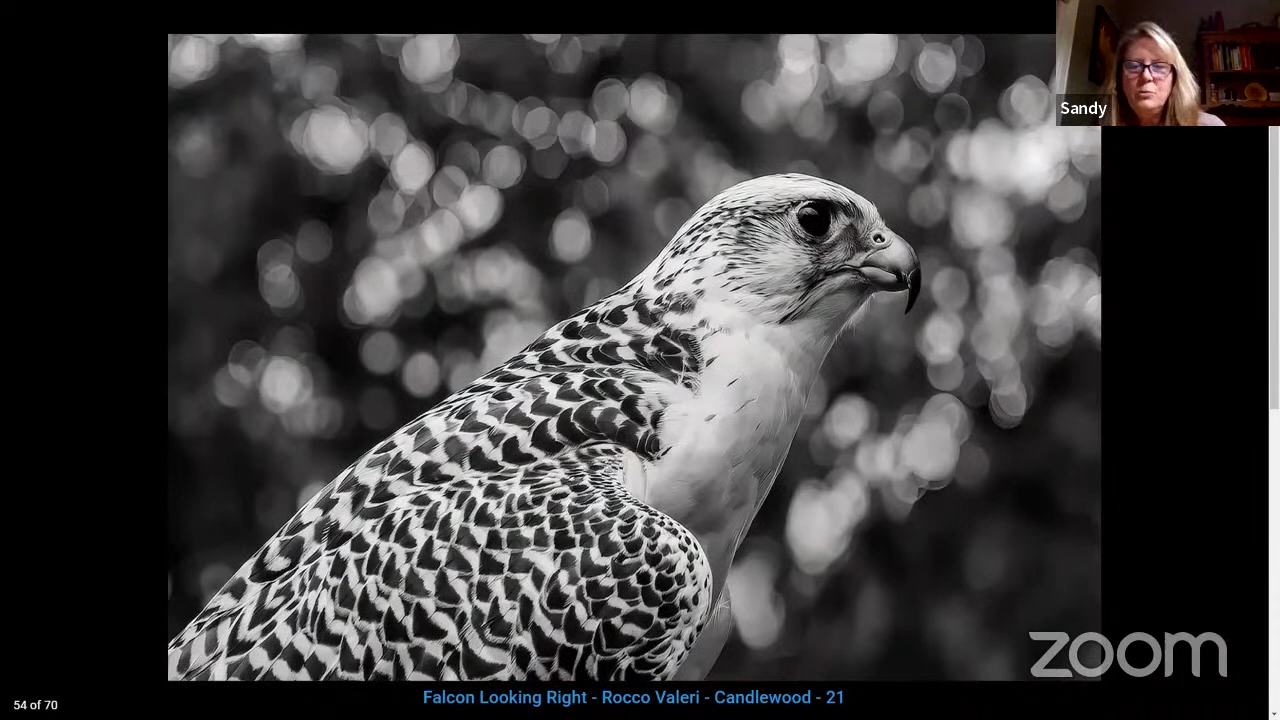 Sandy
zoom
Falcon Looking Right - Rocco Valeri - Candlewood - 21
54 of 70